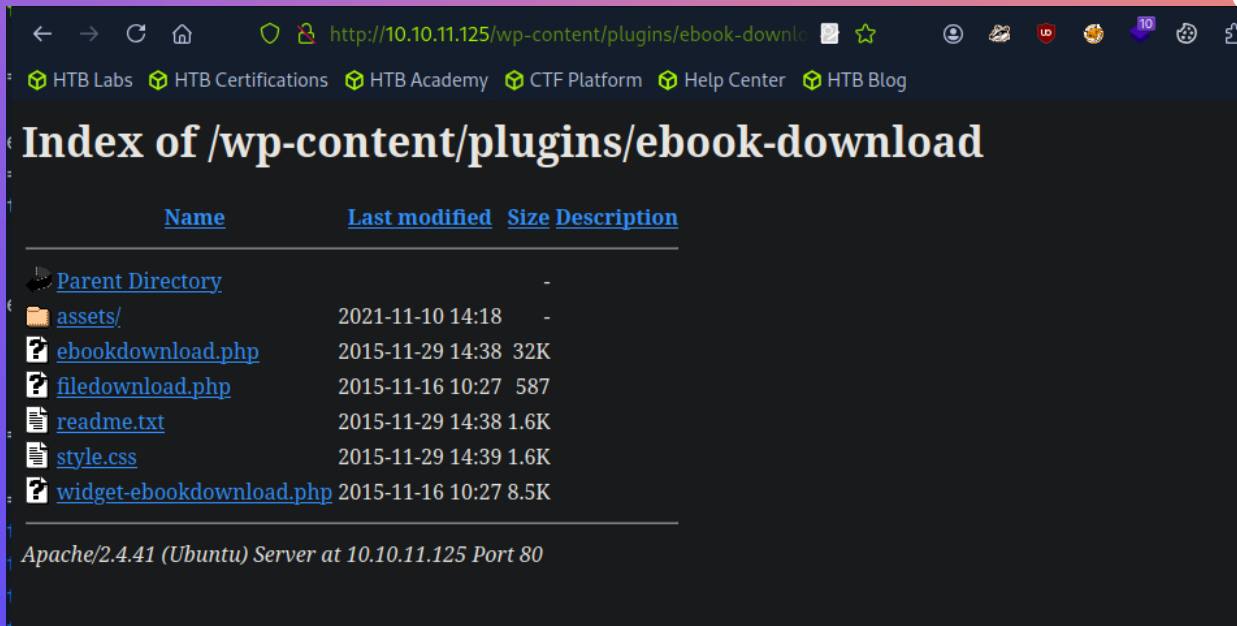 http://10.10.11.125/wp-content/plugins/ebook-downlo
10
HTB Labs HTB Certifications HTB Academy CTF Platform Help Center HTB Blog
Index of /wp-content/plugins/ebook-download
Name Last modified Size Description
Parent Directory -
assets/ 2021-11-10 14:18 -
ebookdownload.php 2015-11-29 14:38 32K
filedownload.php 2015-11-16 10:27 587
readme.txt 2015-11-29 14:38 1.6K
style.css 2015-11-29 14:39 1.6K
widget-ebookdownload.php 2015-11-16 10:27 8.5K
Apache/2.4.41 (Ubuntu) Server at 10.10.11.125 Port 80